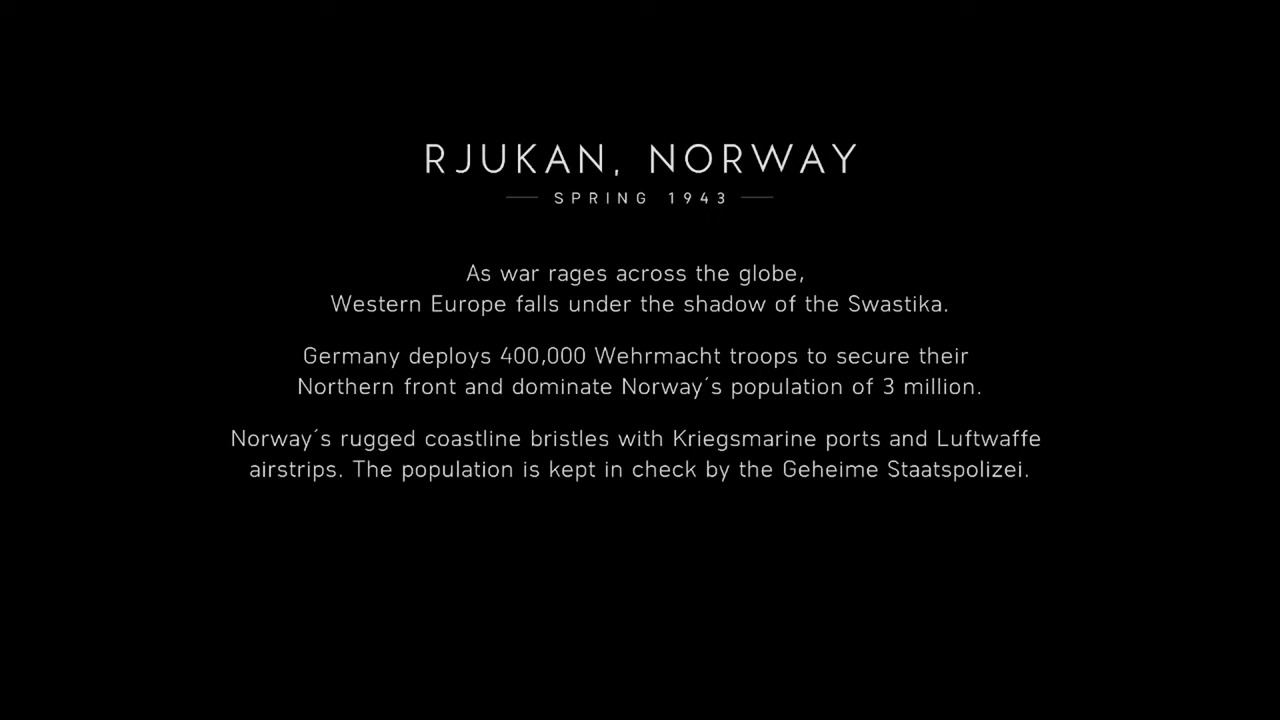 RJUKAN, NORWAY
SPRING 1943
As war rages across the globe,
Western Europe falls under the shadow of the Swastika.
Germany deploys 400,000 Wehrmacht troops to secure their
Northern front and dominate Norway´s population of 3 million.
Norway´s rugged coastline bristles with Kriegsmarine ports and Luftwaffe
airstrips. The population is kept in check by the Geheime Staatspolizei.